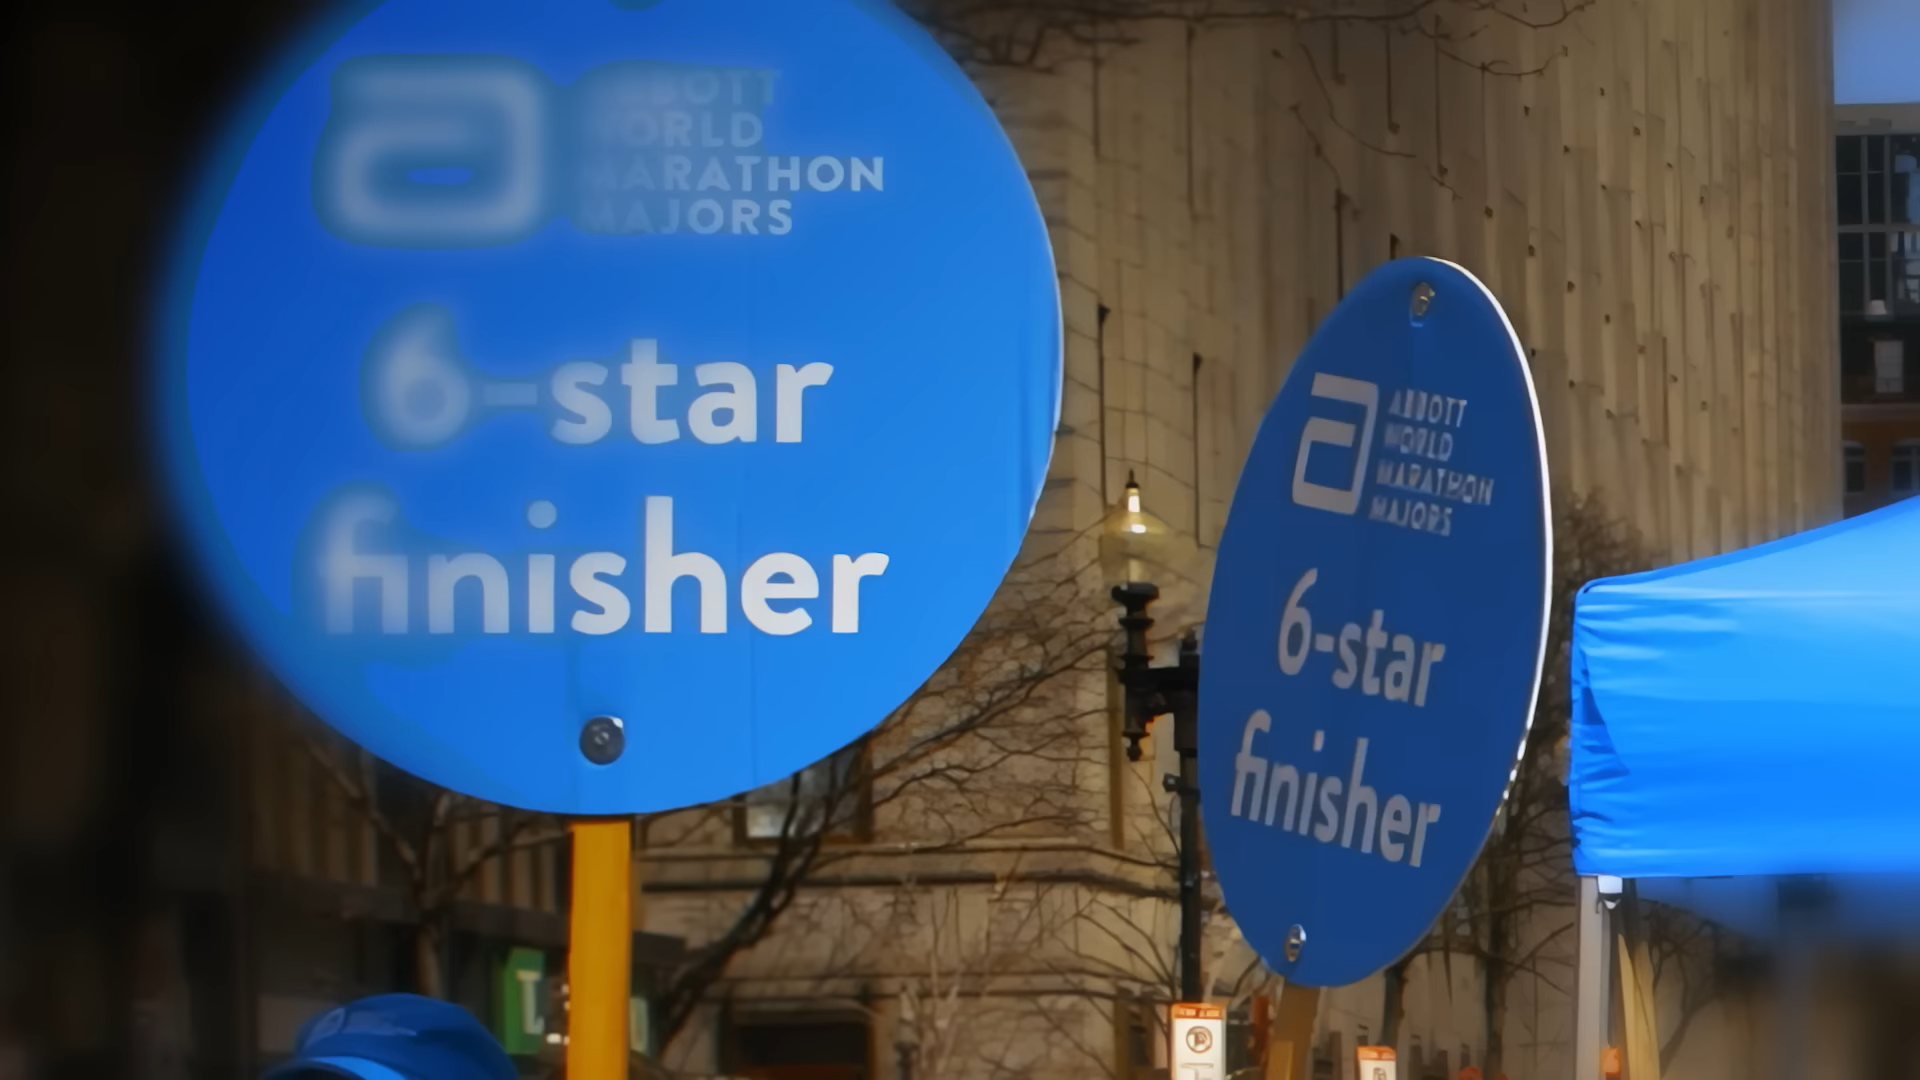 ABBOTT
WORLD
MARATHON
MAJORS
6-star
finisher
ABBOTT
WORLD
MARATHON
MAJORS
6-star
finisher